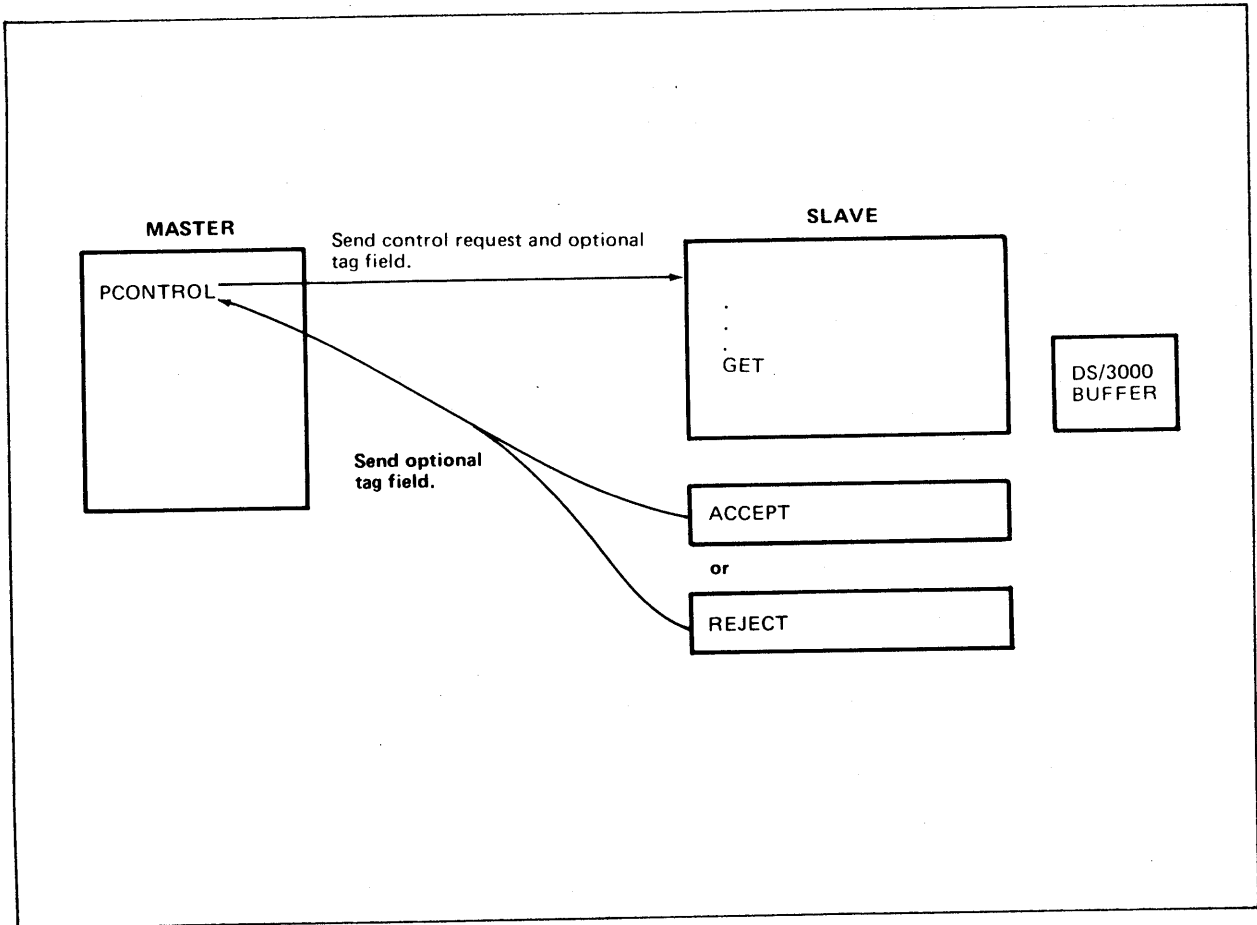 MASTER
PCONTROL
Send control request and optional
tag field.
SLAVE
.
.
.
GET
DS/3000
BUFFER
Send optional
tag field.
ACCEPT
or
REJECT